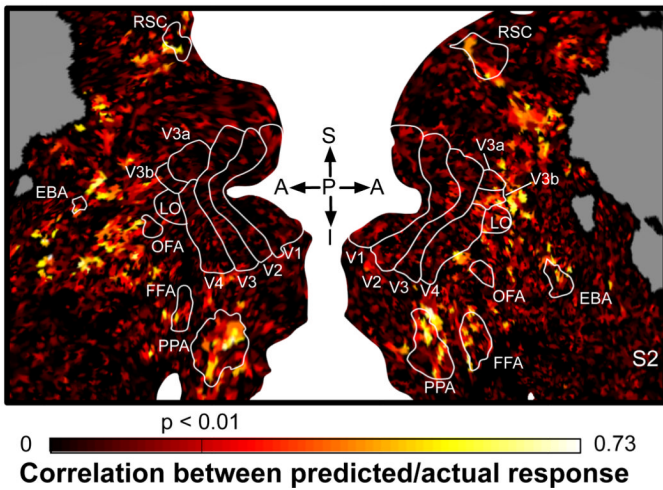 RSC
RSC
V3a
V3b
EBA
LO
OFA
V1
V2
V3
V4
FFA
PPA
S
A P A
I
V3a
V3b
LO
V1
V2
V3
V4
OFA
EBA
FFA
PPA
S2
p < 0.01
0 0.73
Correlation between predicted/actual response